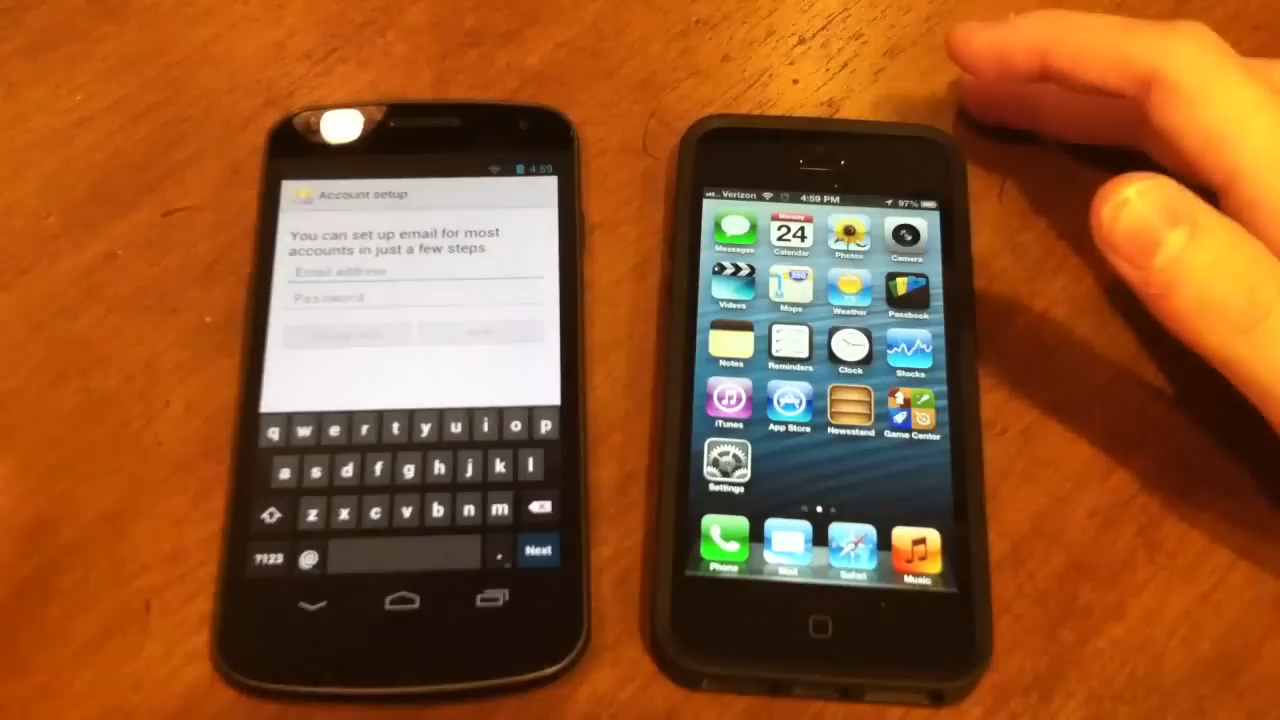 4:59
Account setup
You can set up email for most
accounts in just a few steps.
Email address
Password
q w e r t y u i o p
a s d f g h j k l
z x c v b n m
?123 @ . Next
Verizon 4:59 PM 97%
Messages Monday 24 Calendar Photos Camera
Videos 280 Maps Weather Passbook
Notes Reminders Clock Stocks
iTunes App Store Newsstand Game Center
Settings
Phone Mail Safari Music